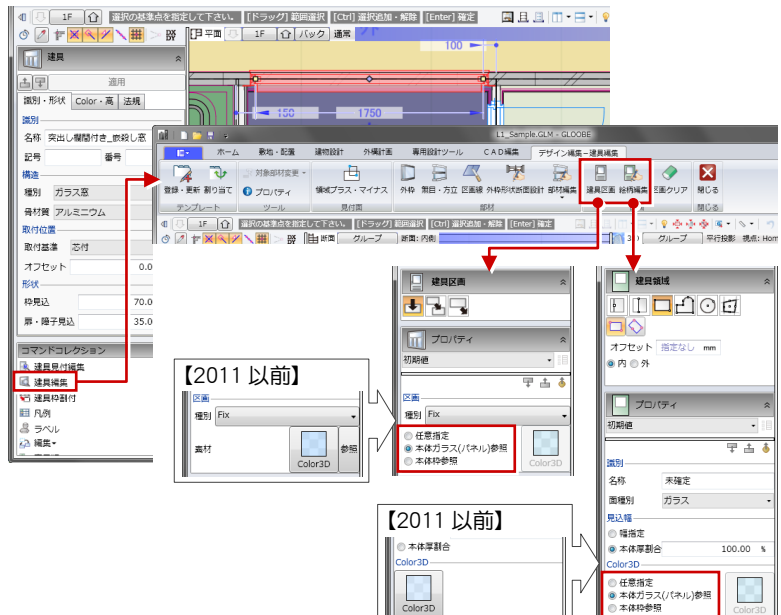 1F 選択の基準点を指定して下さい。 [ドラッグ] 範囲選択 [Ctrl] 選択追加・解除 [Enter] 確定
平面 1F バック 通常
100
150 1750
建具
適用
識別・形状 Color・高 法規
識別
名称 突出し欄間付き_嵌殺し窓
記号 番号
構造
種別 ガラス窓
骨材質 アルミニウム
取付位置
取付基準 芯付
オフセット 0.0
形状
枠見込 70.0
扉・障子見込 35.0
コマンドコレクション
建具見付編集
建具編集
建具枠割付
凡例
ラベル
編集
L1_Sample.GLM - GLOOBE
ホーム 敷地・配置 建物設計 外構計画 専用設計ツール CAD編集 デザイン編集-建具編集
登録・更新 割り当て 対象部材変更 プロパティ 領域プラス・マイナス 外枠 無目・方立 区画線 外枠形状断面設計 部材編集 建具区画 絵柄編集 区画クリア 閉じる
テンプレート ツール 見付面 部材 閉じる
1F 選択の基準点を指定して下さい。 [ドラッグ] 範囲選択 [Ctrl] 選択追加・解除 [Enter] 確定
断面 グループ 断面: 内側 3D グループ 平行投影 視点: Hom
建具区画
プロパティ
初期値
区画
種別 Fix
任意指定
本体ガラス(パネル)参照
本体枠参照
Color3D
【2011 以前】
区画
種別 Fix
素材 Color3D 参照
建具領域
オフセット 指定なし mm
内 外
プロパティ
初期値
識別
名称 未確定
面種別 ガラス
見込幅
幅指定
本体厚割合 100.00 %
Color3D
任意指定
本体ガラス(パネル)参照
本体枠参照
Color3D
【2011 以前】
本体厚割合
Color3D
Color3D